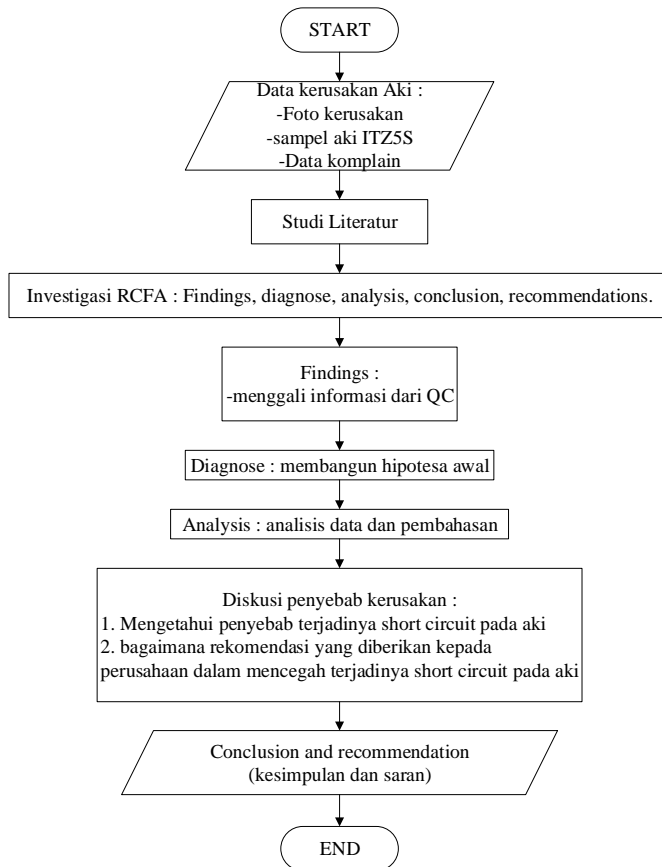 START
Data kerusakan Aki :
-Foto kerusakan
-sampel aki ITZ5S
-Data komplain
Studi Literatur
Investigasi RCFA : Findings, diagnose, analysis, conclusion, recommendations.
Findings :
-menggali informasi dari QC
Diagnose : membangun hipotesa awal
Analysis : analisis data dan pembahasan
Diskusi penyebab kerusakan :
1. Mengetahui penyebab terjadinya short circuit pada aki
2. bagaimana rekomendasi yang diberikan kepada
perusahaan dalam mencegah terjadinya short circuit pada aki
Conclusion and recommendation
(kesimpulan dan saran)
END